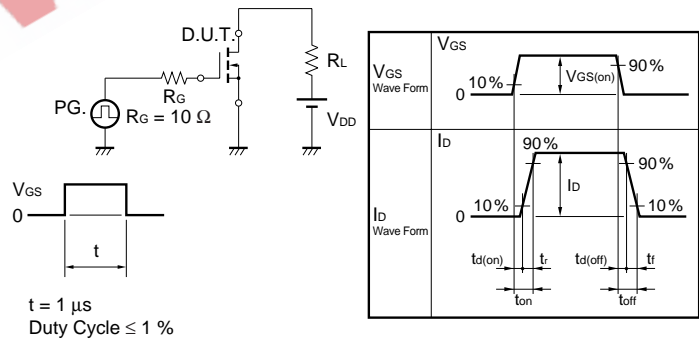 D.U.T.
RL
RG
PG.
RG = 10 Ω
VDD
VGS
0
t
t = 1 μs
Duty Cycle ≤ 1 %
VGS
Wave Form
VGS
10%
0
VGS(on)
90%
ID
Wave Form
ID
90%
90%
10%
ID
10%
0
td(on)
tr
td(off)
tf
ton
toff